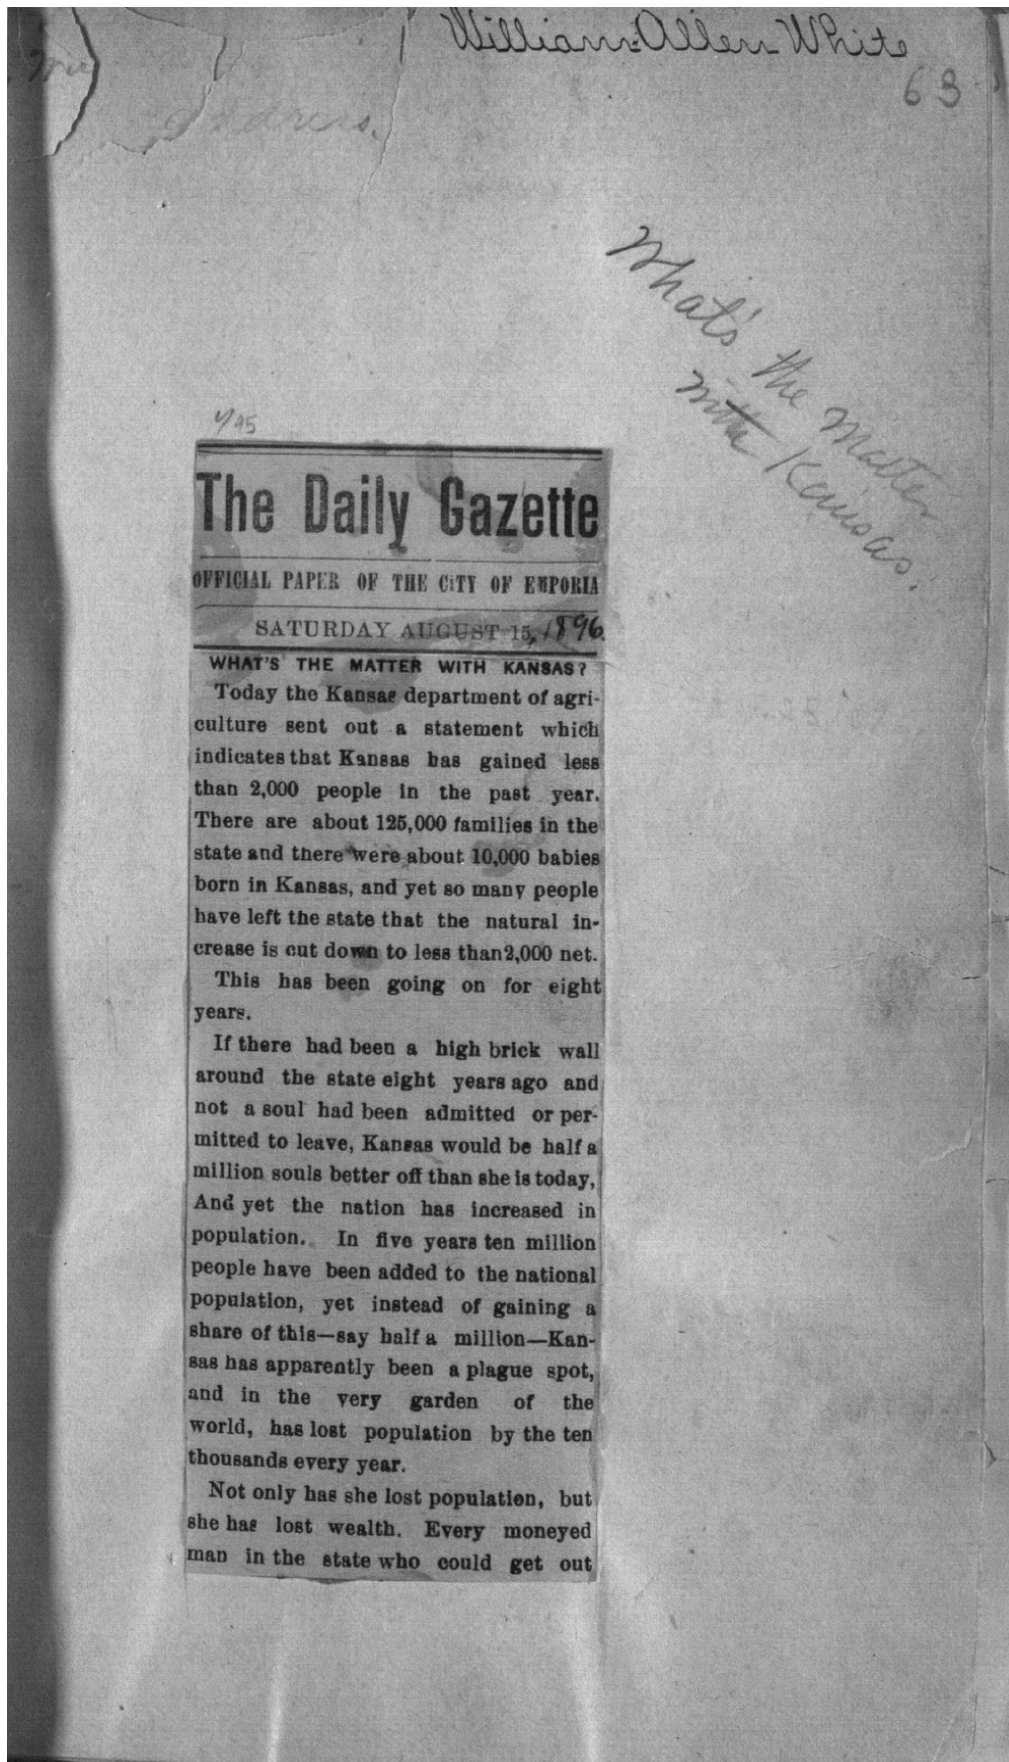 William Allen White
63
address.
What's the Matter
with Kansas.
The Daily Gazette
OFFICIAL PAPER OF THE CITY OF EMPORIA
SATURDAY AUGUST 15, 1896.
WHAT'S THE MATTER WITH KANSAS?
Today the Kansas department of agri-
culture sent out a statement which
indicates that Kansas has gained less
than 2,000 people in the past year.
There are about 125,000 families in the
state and there were about 10,000 babies
born in Kansas, and yet so many people
have left the state that the natural in-
crease is cut down to less than 2,000 net.
This has been going on for eight
years.
If there had been a high brick wall
around the state eight years ago and
not a soul had been admitted or per-
mitted to leave, Kansas would be half a
million souls better off than she is today,
And yet the nation has increased in
population. In five years ten million
people have been added to the national
population, yet instead of gaining a
share of this—say half a million—Kan-
sas has apparently been a plague spot,
and in the very garden of the
world, has lost population by the ten
thousands every year.
Not only has she lost population, but
she has lost wealth. Every moneyed
man in the state who could get out